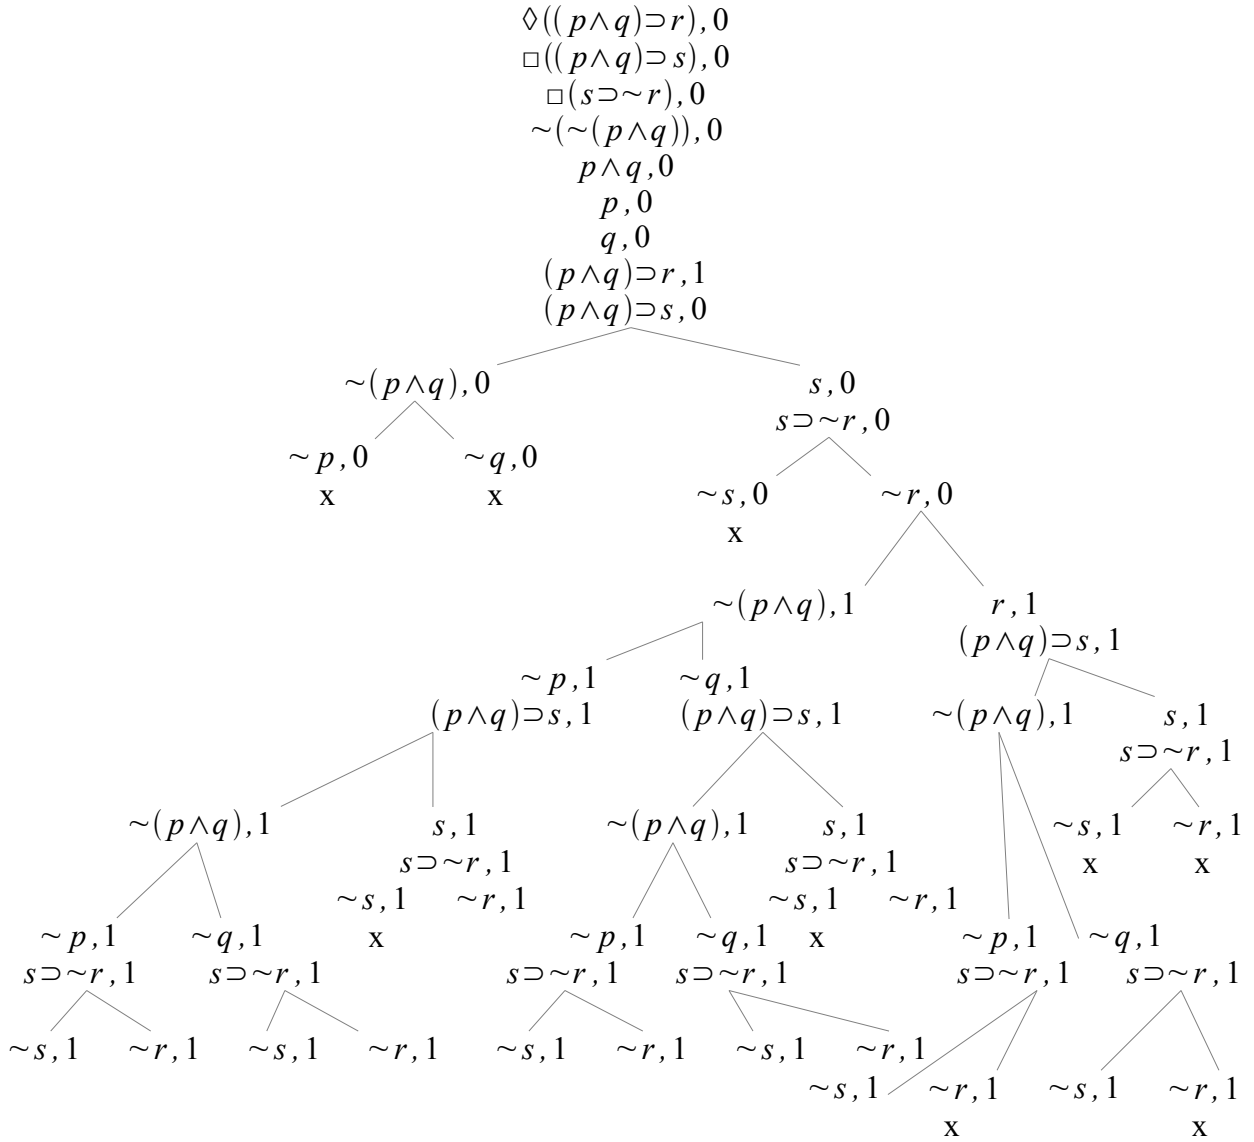 ◊((p∧q)⊃r),0
□((p∧q)⊃s),0
□(s⊃~r),0
~(~(p∧q)),0
p∧q,0
p,0
q,0
(p∧q)⊃r,1
(p∧q)⊃s,0
~(p∧q),0 s,0
s⊃~r,0
~p,0 ~q,0
x x
~s,0 ~r,0
x
~(p∧q),1 r,1
(p∧q)⊃s,1
~p,1 ~q,1
(p∧q)⊃s,1 (p∧q)⊃s,1 ~(p∧q),1 s,1
s⊃~r,1
~(p∧q),1 s,1 ~(p∧q),1 s,1 ~s,1 ~r,1
s⊃~r,1 s⊃~r,1 x x
~s,1 ~r,1 ~s,1 ~r,1
~p,1 ~q,1 x ~p,1 ~q,1 x ~p,1 ~q,1
s⊃~r,1 s⊃~r,1 s⊃~r,1 s⊃~r,1 s⊃~r,1 s⊃~r,1
~s,1 ~r,1 ~s,1 ~r,1 ~s,1 ~r,1 ~s,1 ~r,1
~s,1 ~r,1 ~s,1 ~r,1
x x